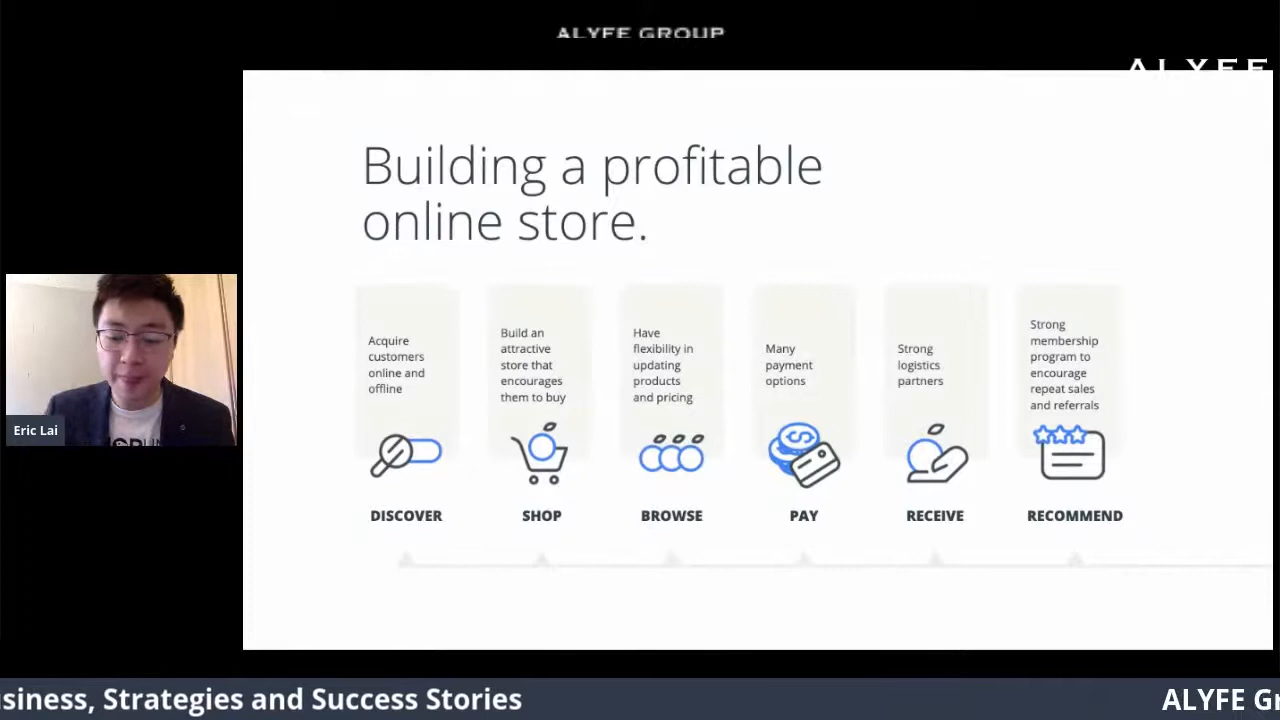 ALYFE GROUP
ALYFE
Building a profitable
online store.
Acquire
customers
online and
offline
Build an
attractive
store that
encourages
them to buy
Have
flexibility in
updating
products
and pricing
Many
payment
options
Strong
logistics
partners
Strong
membership
program to
encourage
repeat sales
and referrals
DISCOVER
SHOP
BROWSE
PAY
RECEIVE
RECOMMEND
Eric Lai
siness, Strategies and Success Stories
ALYFE Gr